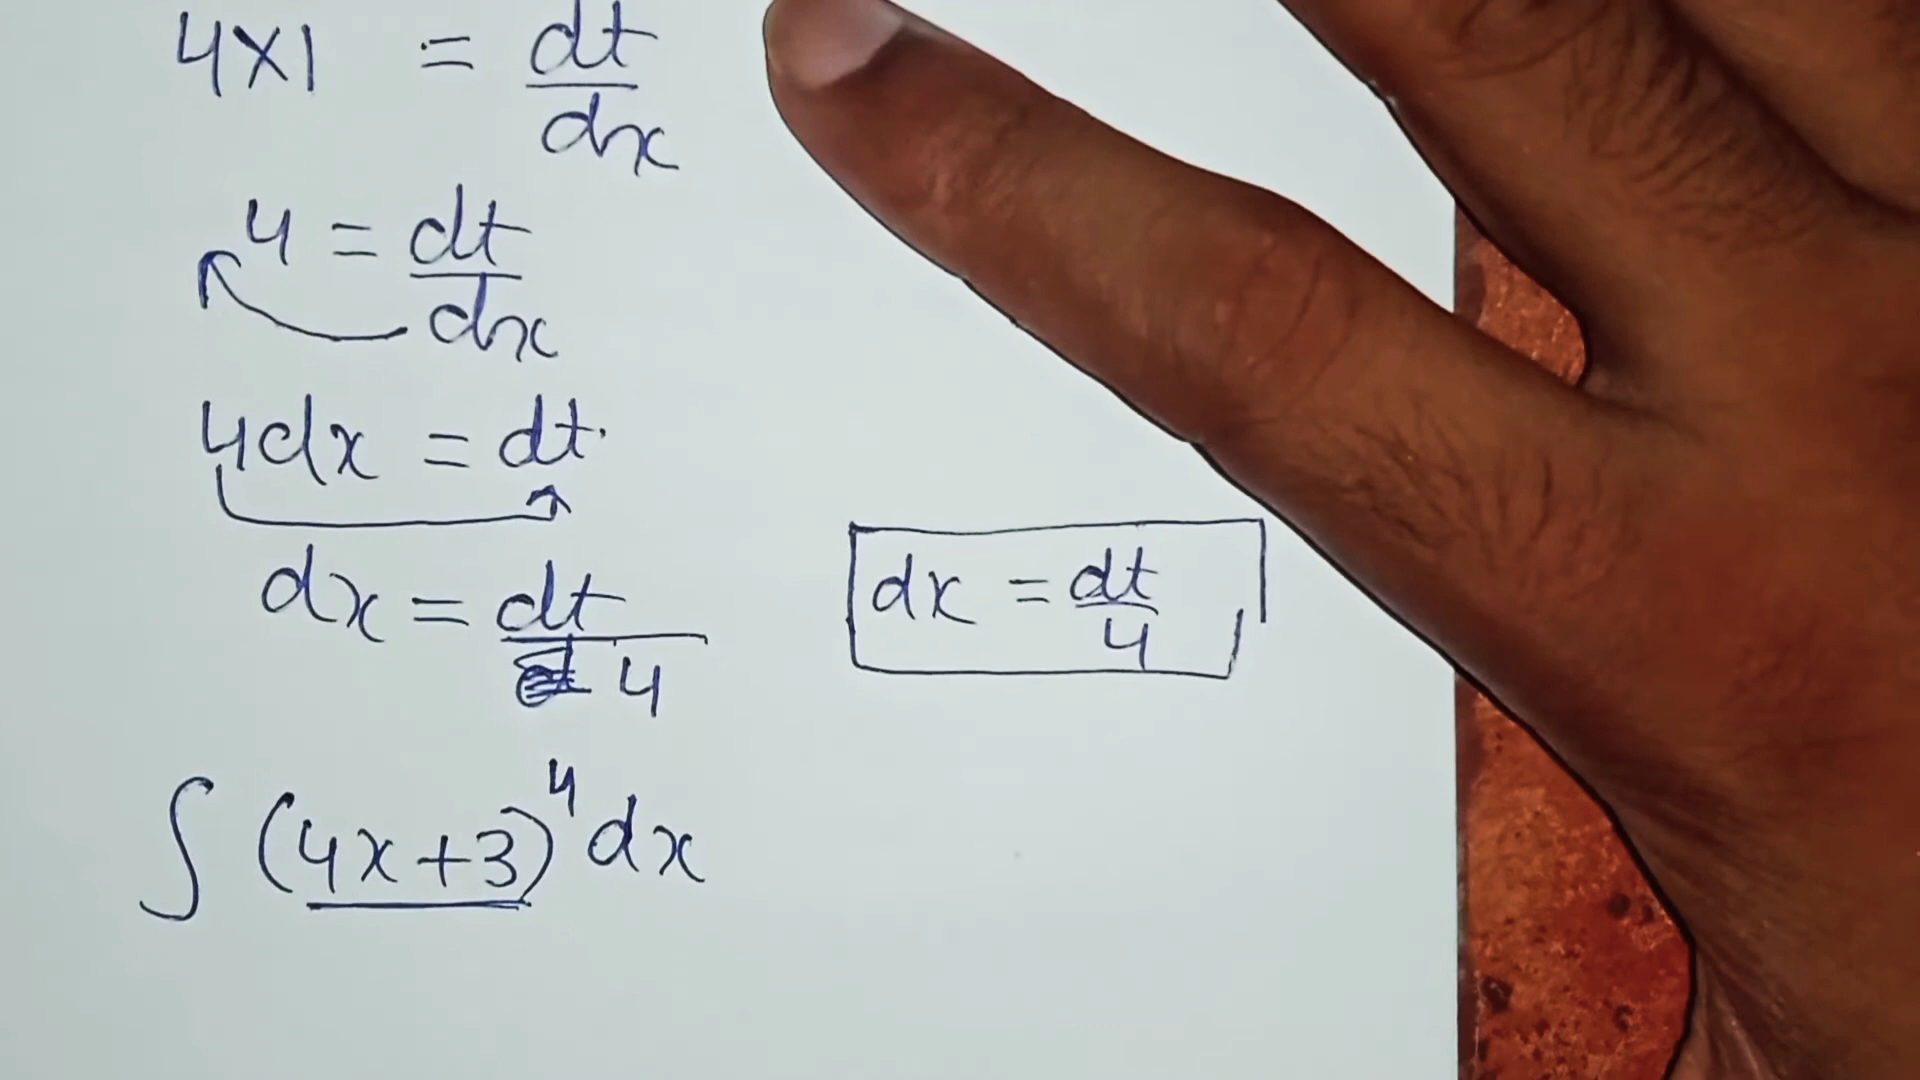 4×1 = dt/dx
4 = dt/dx
4dx = dt
dx = dt/4
dx = dt/4
∫ (4x+3)⁴ dx